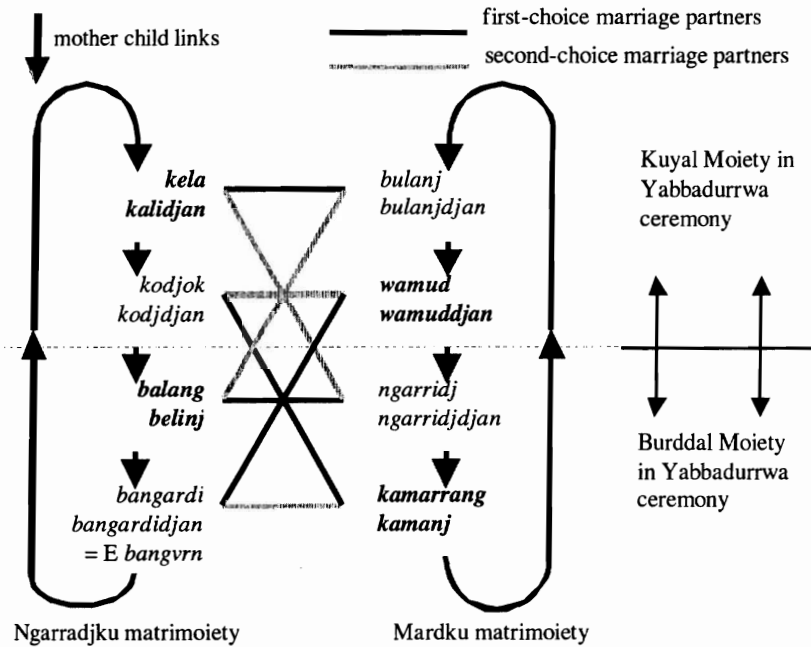 mother child links
first-choice marriage partners
second-choice marriage partners
kela
kalidjan
kodjok
kodjdjan
balang
belinj
bangardi
bangardidjan
= E bangvrn
Ngarradjku matrimoiety
bulanj
bulanjdjan
wamud
wamuddjan
ngarridj
ngarridjdjan
kamarrang
kamanj
Mardku matrimoiety
Kuyal Moiety in
Yabbadurrwa
ceremony
Burddal Moiety
in Yabbadurrwa
ceremony